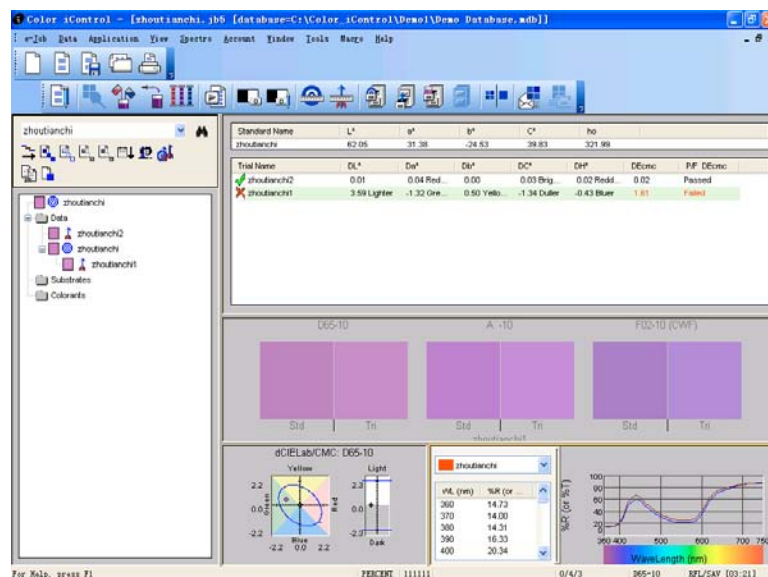 Color iControl - [zhoutianchi.jb5 [database=C:\Color_iControl\Demo1\Demo Database.mdb]]
e-Job Data Application View Spectro Account Window Tools Macro Help
zhoutianchi
Standard Name L* a* b* C* ho
zhoutianchi 62.05 31.38 -24.53 39.83 321.99
Trial Name DL* Da* Db* DC* DH* DEcmc P/F DEcmc
zhoutianchi2 0.01 0.04 Red... 0.00 0.03 Brig... 0.02 Redd... 0.02 Passed
zhoutianchi1 3.59 Lighter -1.32 Gre... 0.50 Yello... -1.34 Duller -0.43 Bluer 1.61 Failed
zhoutianchi
Data
zhoutianchi2
zhoutianchi
zhoutianchi1
Substrates
Colorants
D65-10 A -10 F02-10 (CWF)
Std Tri Std Tri Std Tri
zhoutianchi1
dCIELab/CMC: D65-10
Yellow Light
2.2 2.2
Green 0.0 Red 0.0
-2.2 -2.2
Blue Dark
-2.2 0.0 2.2
zhoutianchi
WL (nm) %R (or ...
360 14.73
370 14.00
380 14.31
390 16.33
400 20.34
%R (or %T)
100
80
60
40
20
360 400 500 600 700 750
WaveLength (nm)
For Help, press F1 PERCENT 111111 0/4/3 D65-10 RFL/SAV [03:21]